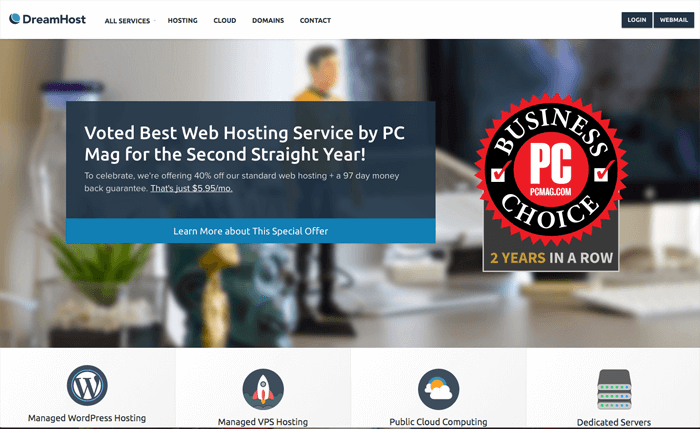 DreamHost
ALL SERVICES
HOSTING
CLOUD
DOMAINS
CONTACT
LOGIN
WEBMAIL
Voted Best Web Hosting Service by PC
Mag for the Second Straight Year!
To celebrate, we're offering 40% off our standard web hosting + a 97 day money
back guarantee. That's just $5.95/mo.
Learn More about This Special Offer
BUSINESS
PC
PCMAG.COM
CHOICE
2 YEARS IN A ROW
Managed WordPress Hosting
Managed VPS Hosting
Public Cloud Computing
Dedicated Servers